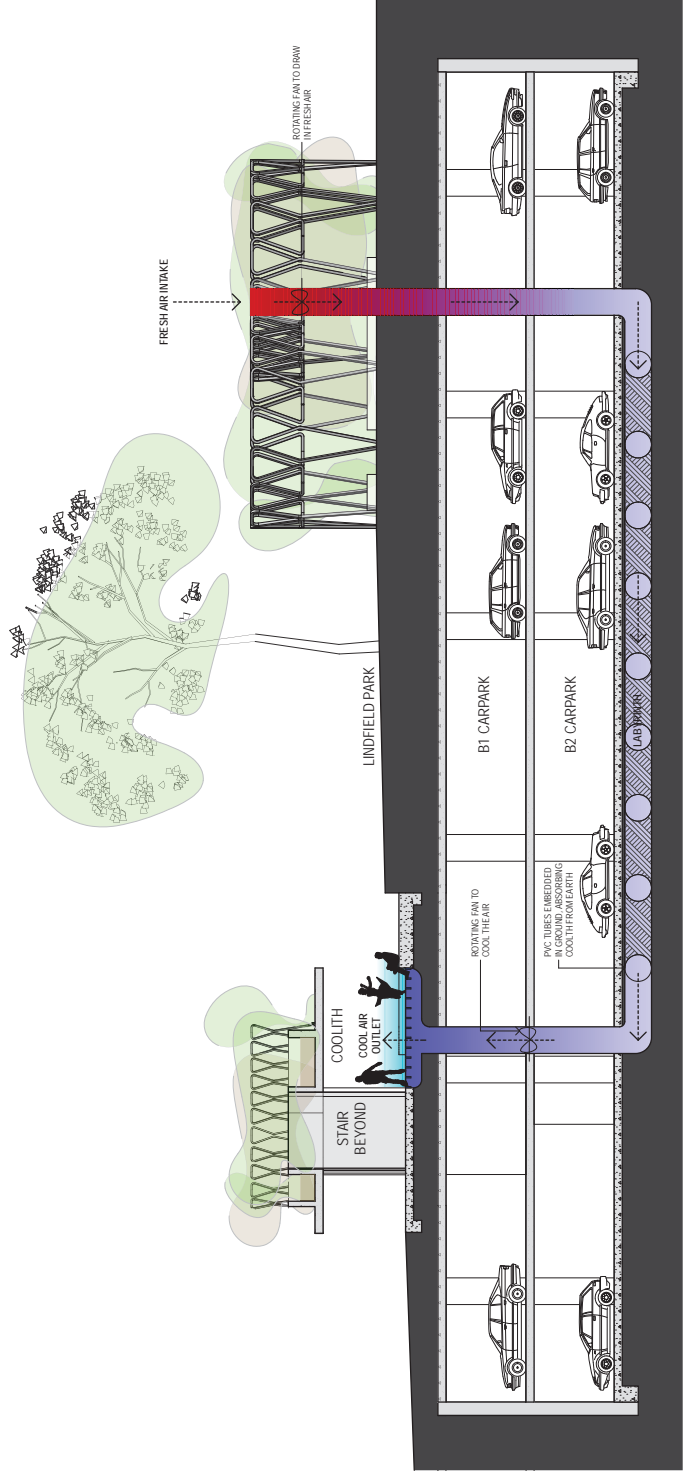 ROTATING FAN TO DRAW
IN FRESH AIR
FRESH AIR INTAKE
LINDFIELD PARK
B1 CARPARK
B2 CARPARK
LABYRINTH
ROTATING FAN TO
COOL THE AIR
PVC TUBES EMBEDDED
IN GROUND, ABSORBING
COOLTH FROM EARTH
COOLITH
COOL AIR
OUTLET
STAIR
BEYOND